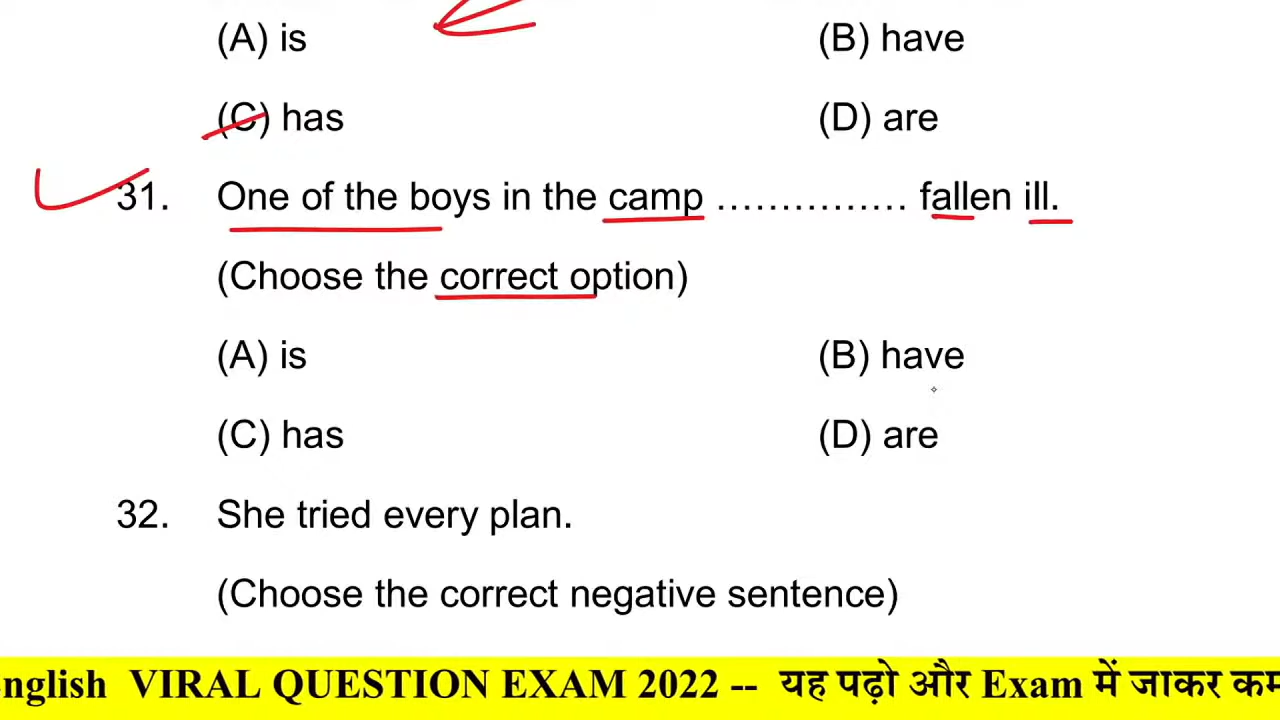 (A) is (B) have
(C) has (D) are
31. One of the boys in the camp …………… fallen ill.
(Choose the correct option)
(A) is (B) have
(C) has (D) are
32. She tried every plan.
(Choose the correct negative sentence)
English VIRAL QUESTION EXAM 2022 -- यह पढ़ो और Exam में जाकर